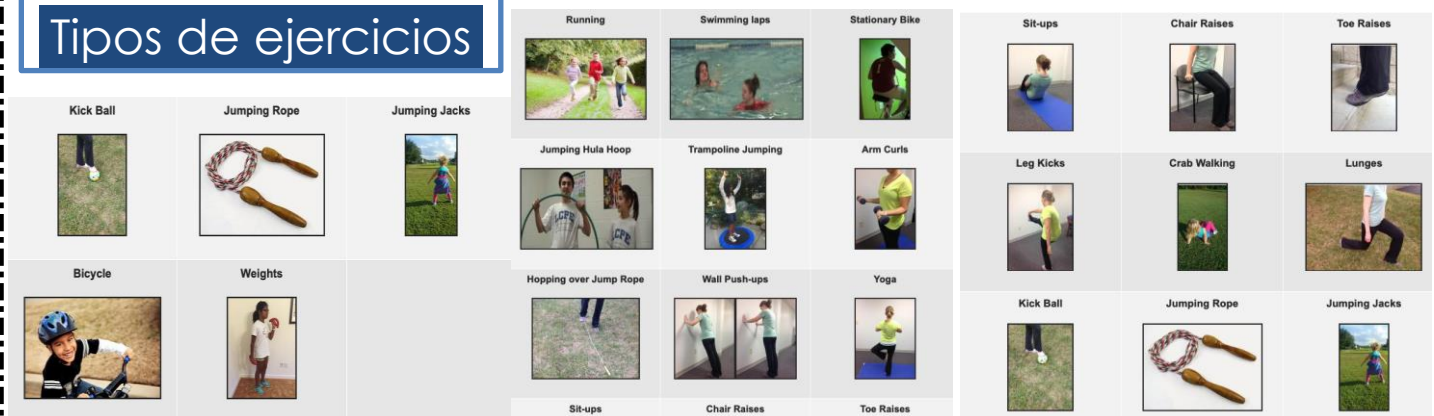 Tipos de ejercicios
Kick Ball Jumping Rope Jumping Jacks
Bicycle Weights
Running Swimming laps Stationary Bike
Jumping Hula Hoop Trampoline Jumping Arm Curls
Hopping over Jump Rope Wall Push-ups Yoga
Sit-ups Chair Raises Toe Raises
Sit-ups Chair Raises Toe Raises
Leg Kicks Crab Walking Lunges
Kick Ball Jumping Rope Jumping Jacks